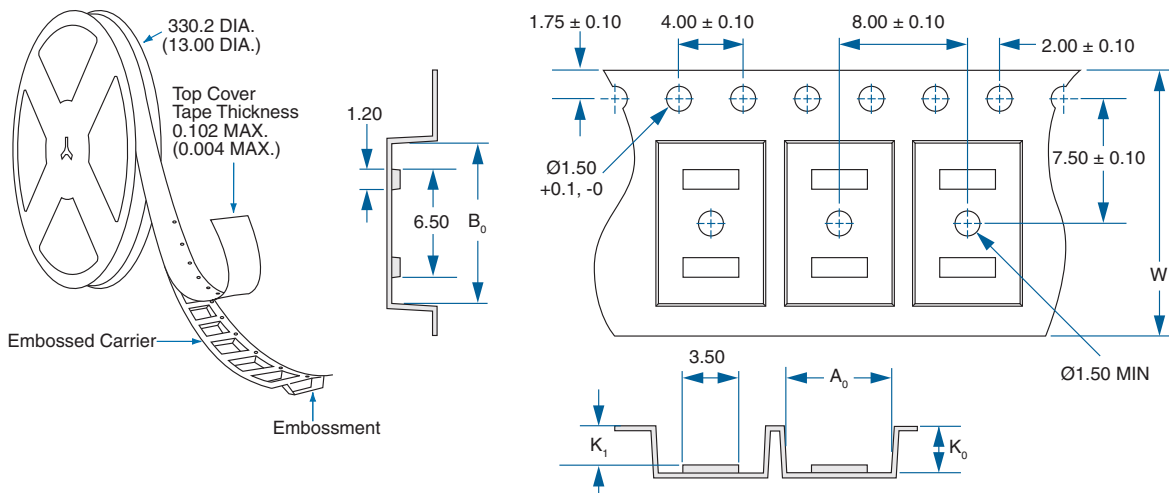 330.2 DIA.
(13.00 DIA.)
Top Cover
Tape Thickness
0.102 MAX.
(0.004 MAX.)
Embossed Carrier
Embossment
1.20
6.50
B₀
1.75 ± 0.10
4.00 ± 0.10
8.00 ± 0.10
2.00 ± 0.10
Ø1.50
+0.1, -0
7.50 ± 0.10
W
Ø1.50 MIN
3.50
A₀
K₁
K₀